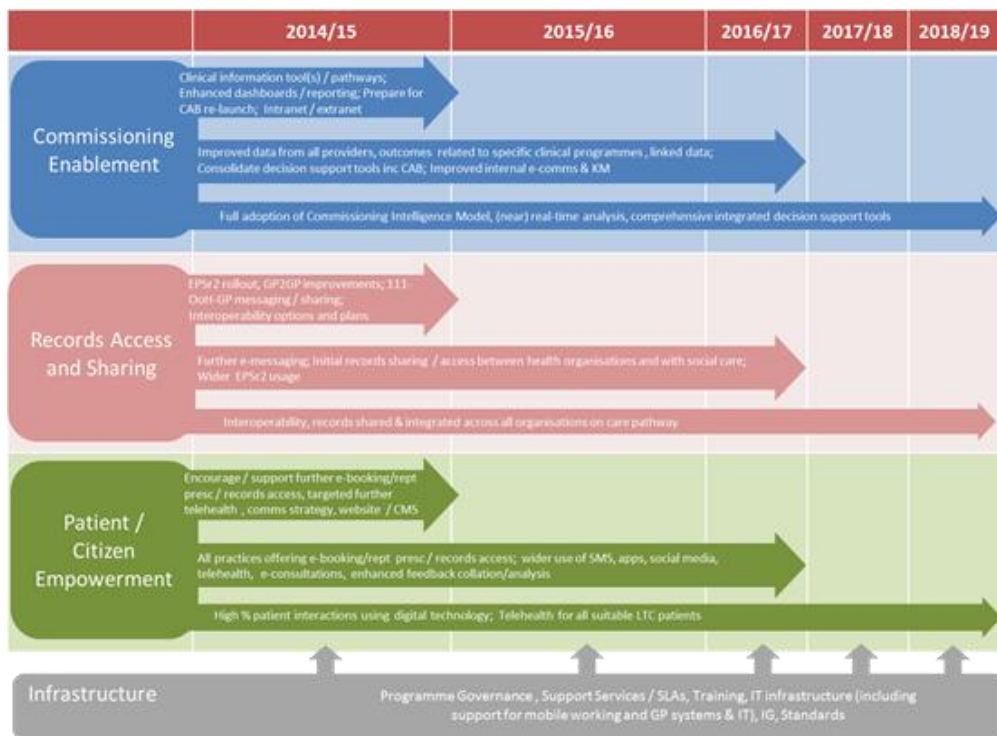 2014/15 2015/16 2016/17 2017/18 2018/19
Commissioning
Enablement
Clinical information tool(s) / pathways;
Enhanced dashboards / reporting; Prepare for
CAB re-launch; Intranet / extranet
Improved data from all providers, outcomes related to specific clinical programmes , linked data;
Consolidate decision support tools inc CAB; Improved internal e-comms & KM
Full adoption of Commissioning Intelligence Model, (near) real-time analysis, comprehensive integrated decision support tools
Records Access
and Sharing
EPSr2 rollout, GP2GP improvements; 111-
OoH-GP messaging / sharing;
Interoperability options and plans
Further e-messaging; Initial records sharing / access between health organisations and with social care;
Wider EPSr2 usage
Interoperability, records shared & integrated across all organisations on care pathway
Patient /
Citizen
Empowerment
Encourage / support further e-booking/rept
presc / records access, targeted further
telehealth , comms strategy, website / CMS
All practices offering e-booking/rept presc / records access; wider use of SMS, apps, social media,
telehealth, e-consultations, enhanced feedback collation/analysis
High % patient interactions using digital technology; Telehealth for all suitable LTC patients
Infrastructure
Programme Governance , Support Services / SLAs, Training, IT infrastructure (including
support for mobile working and GP systems & IT), IG, Standards